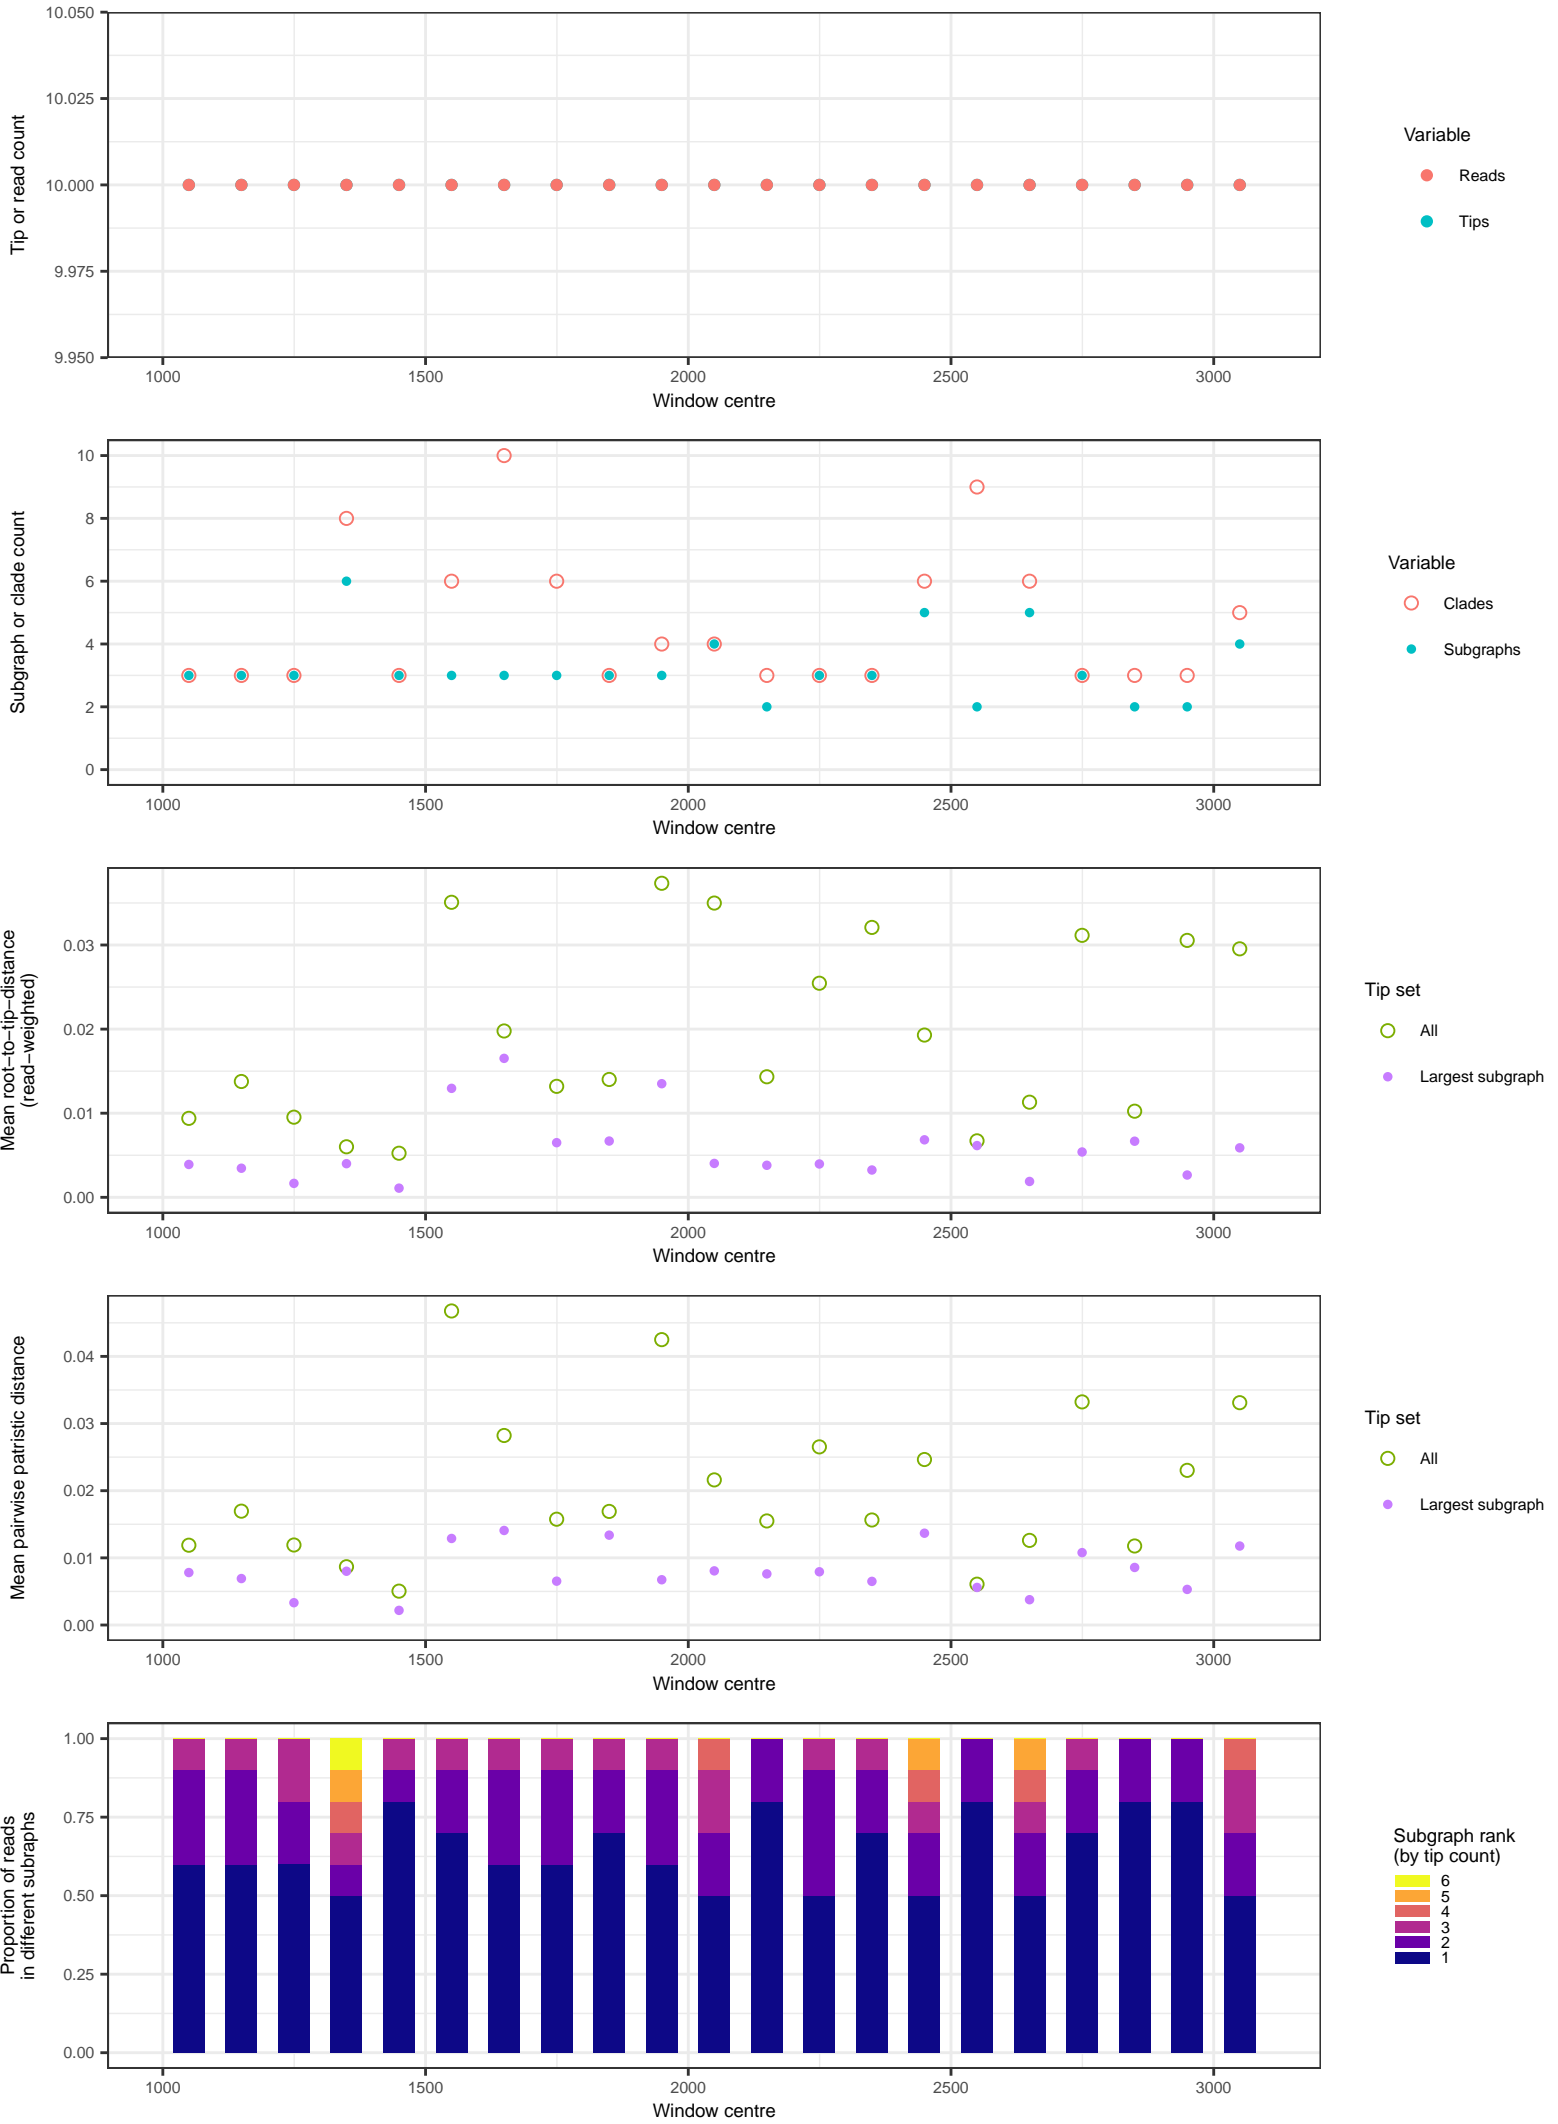 Tip or read count
10.050
10.025
10.000
9.975
9.950
1000 1500 2000 2500 3000
Window centre
Variable
Reads
Tips
Subgraph or clade count
10
8
6
4
2
0
1000 1500 2000 2500 3000
Window centre
Variable
Clades
Subgraphs
Mean root−to−tip−distance
(read−weighted)
0.03
0.02
0.01
0.00
1000 1500 2000 2500 3000
Window centre
Tip set
All
Largest subgraph
Mean pairwise patristic distance
0.04
0.03
0.02
0.01
0.00
1000 1500 2000 2500 3000
Window centre
Tip set
All
Largest subgraph
Proportion of reads
in different subraphs
1.00
0.75
0.50
0.25
0.00
1000 1500 2000 2500 3000
Window centre
Subgraph rank
(by tip count)
6
5
4
3
2
1